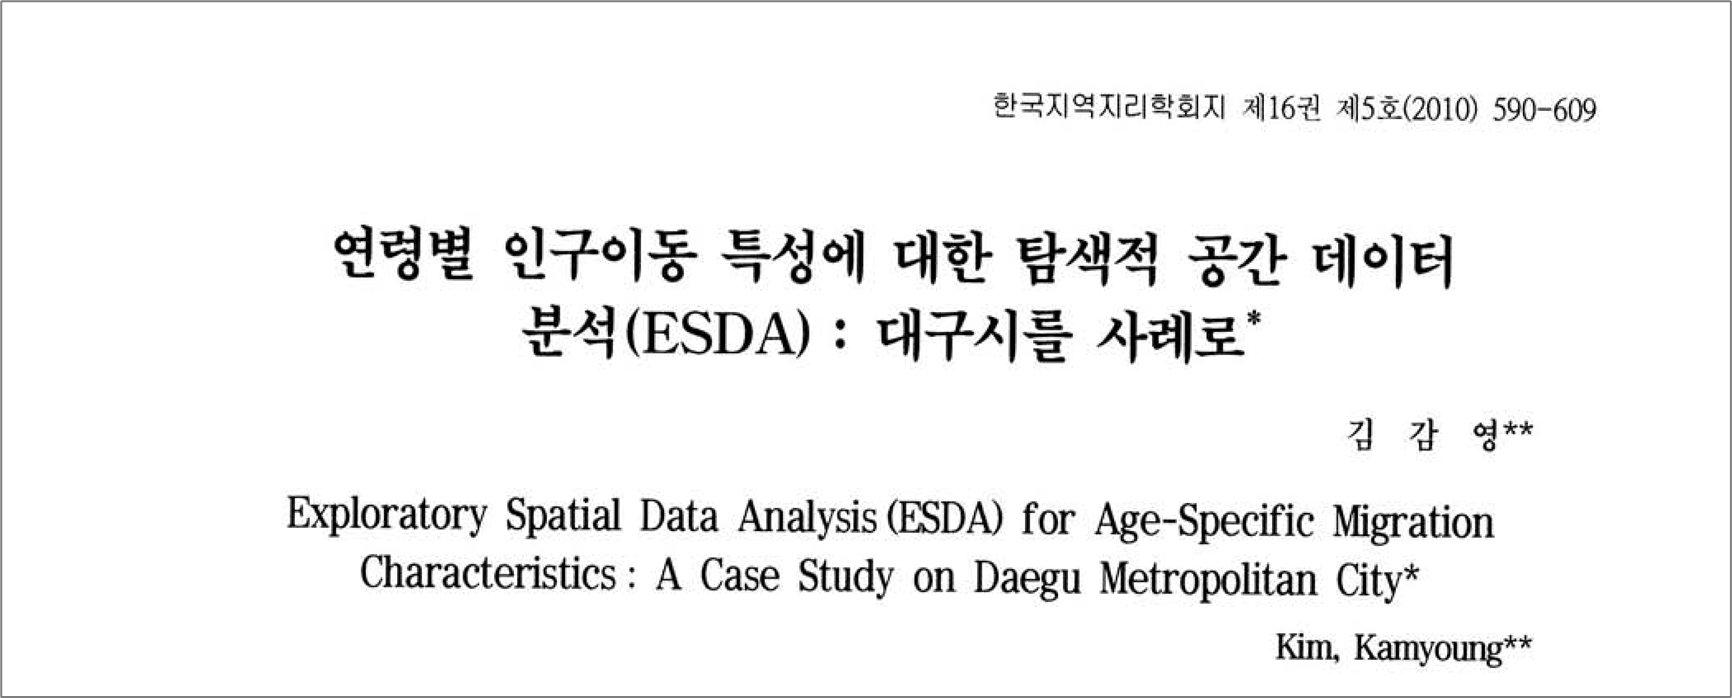 한국지역지리학회지 제16권 제5호(2010) 590-609
연령별 인구이동 특성에 대한 탐색적 공간 데이터
분석(ESDA) : 대구시를 사례로*
김 감 영**
Exploratory Spatial Data Analysis(ESDA) for Age-Specific Migration
Characteristics : A Case Study on Daegu Metropolitan City*
Kim, Kamyoung**